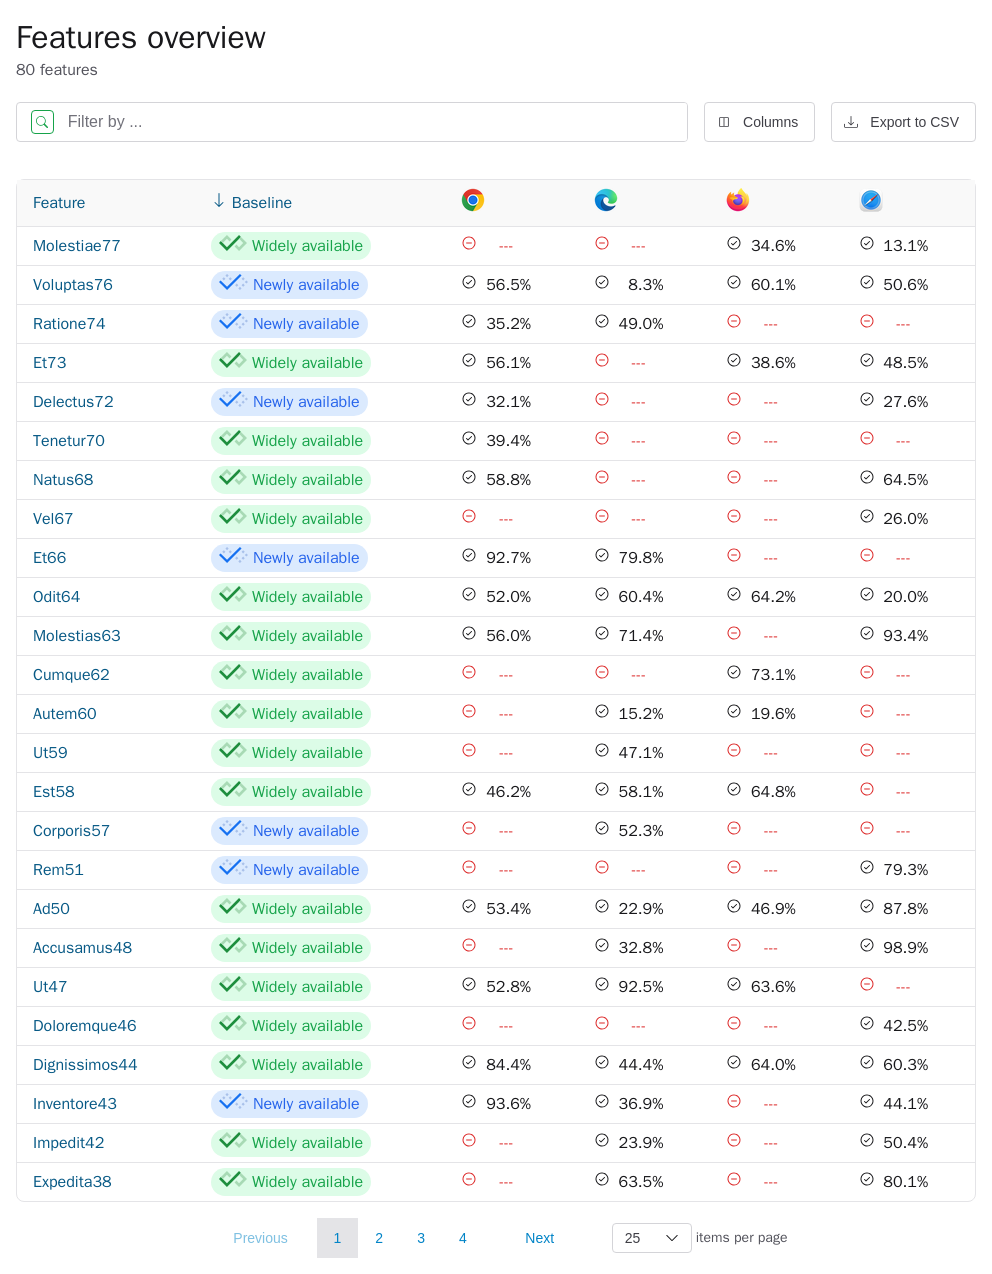 Features overview
80 features
Filter by ...
Columns
Export to CSV
Feature Baseline
Molestiae77 Widely available --- --- 34.6% 13.1%
Voluptas76 Newly available 56.5% 8.3% 60.1% 50.6%
Ratione74 Newly available 35.2% 49.0% --- ---
Et73 Widely available 56.1% --- 38.6% 48.5%
Delectus72 Newly available 32.1% --- --- 27.6%
Tenetur70 Widely available 39.4% --- --- ---
Natus68 Widely available 58.8% --- --- 64.5%
Vel67 Widely available --- --- --- 26.0%
Et66 Newly available 92.7% 79.8% --- ---
Odit64 Widely available 52.0% 60.4% 64.2% 20.0%
Molestias63 Widely available 56.0% 71.4% --- 93.4%
Cumque62 Widely available --- --- 73.1% ---
Autem60 Widely available --- 15.2% 19.6% ---
Ut59 Widely available --- 47.1% --- ---
Est58 Widely available 46.2% 58.1% 64.8% ---
Corporis57 Newly available --- 52.3% --- ---
Rem51 Newly available --- --- --- 79.3%
Ad50 Widely available 53.4% 22.9% 46.9% 87.8%
Accusamus48 Widely available --- 32.8% --- 98.9%
Ut47 Widely available 52.8% 92.5% 63.6% ---
Doloremque46 Widely available --- --- --- 42.5%
Dignissimos44 Widely available 84.4% 44.4% 64.0% 60.3%
Inventore43 Newly available 93.6% 36.9% --- 44.1%
Impedit42 Widely available --- 23.9% --- 50.4%
Expedita38 Widely available --- 63.5% --- 80.1%
Previous 1 2 3 4 Next 25 items per page